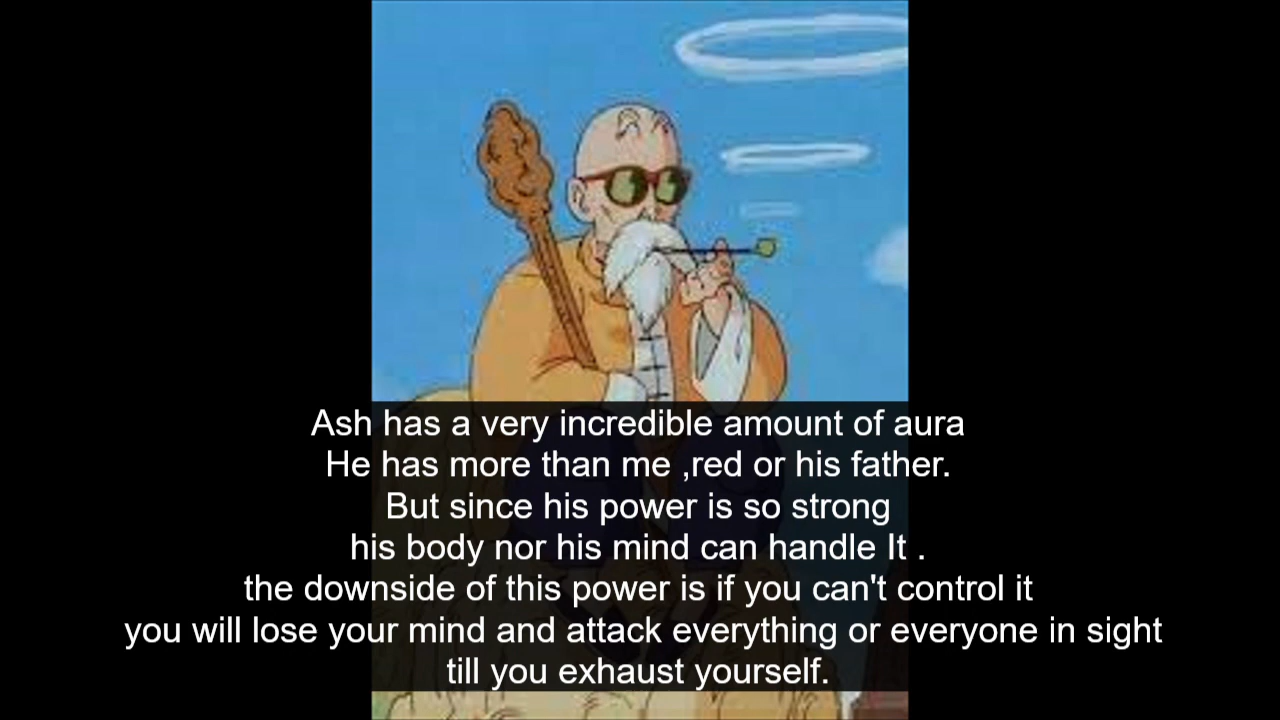 Ash has a very incredible amount of aura
He has more than me ,red or his father.
But since his power is so strong
his body nor his mind can handle It .
the downside of this power is if you can't control it
you will lose your mind and attack everything or everyone in sight
till you exhaust yourself.